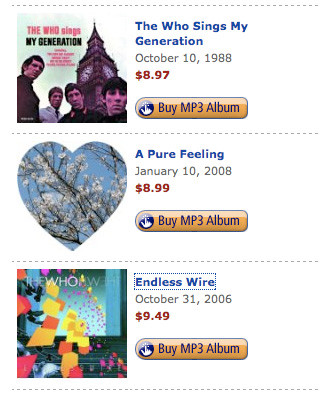 THE WHO sings
MY GENERATION
The Who Sings My
Generation
October 10, 1988
$8.97
Buy MP3 Album
A Pure Feeling
January 10, 2008
$8.99
Buy MP3 Album
THEWHO
Endless Wire
October 31, 2006
$9.49
Buy MP3 Album